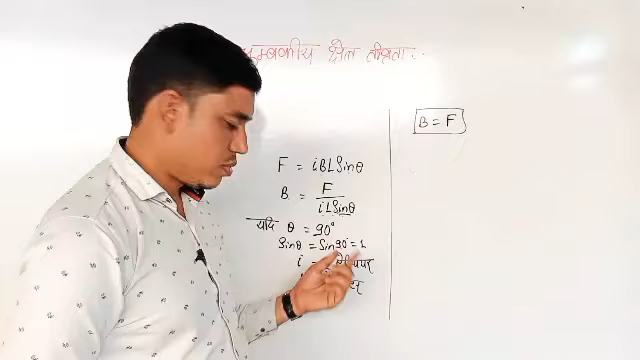 चुम्बकीय क्षेत्र तीव्रता :-
F = iBLSinθ
B = F / iLSinθ
यदि θ = 90°
Sinθ = Sin90° = 1
i =
B = F